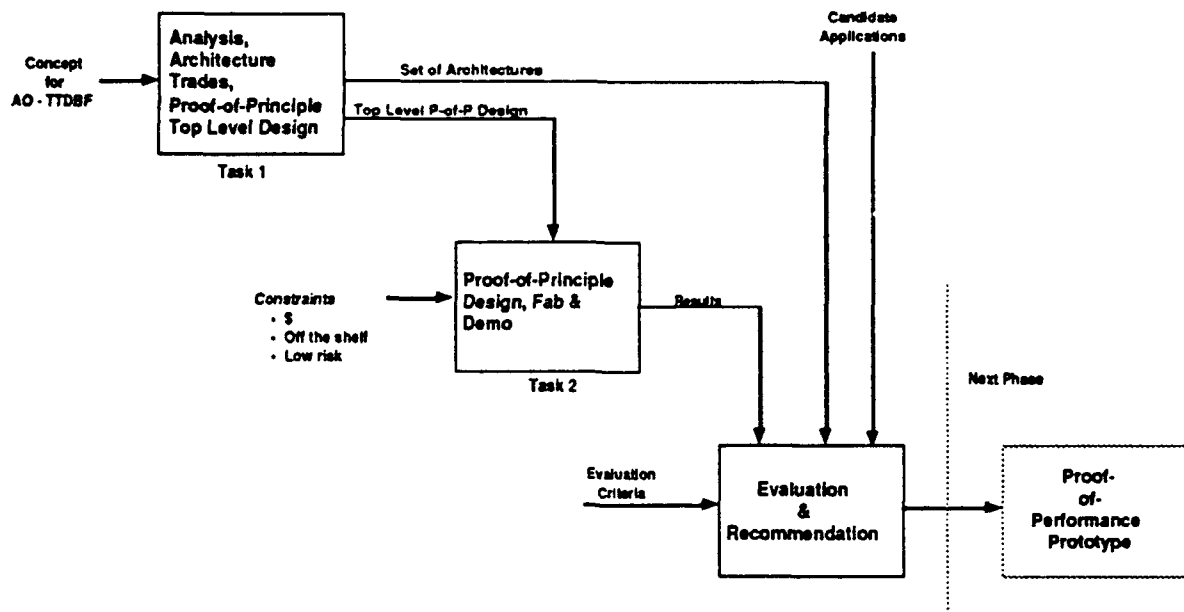 Candidate
Applications
Analysis,
Architecture
Trades,
Proof-of-Principle
Top Level Design
Concept
for
AO - TTDBF
Set of Architectures
Top Level P-of-P Design
Task 1
Proof-of-Principle
Design, Fab &
Demo
Constraints
• $
• Off the shelf
• Low risk
Results
Task 2
Next Phase
Evaluation
Criteria
Evaluation
&
Recommendation
Proof-
of-
Performance
Prototype